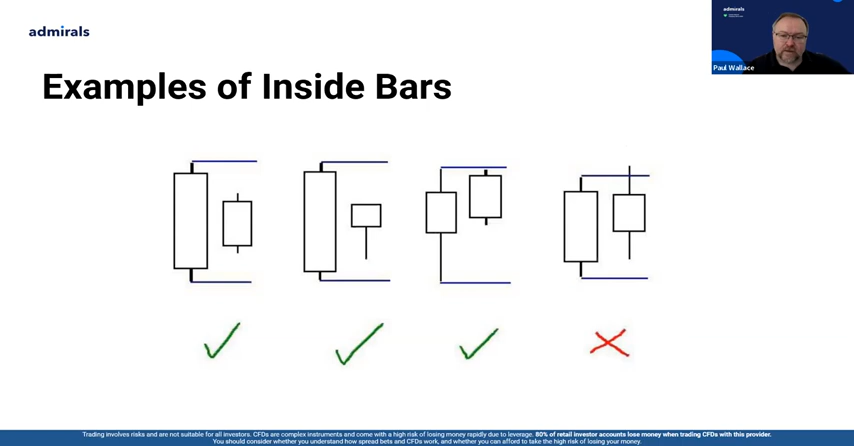 admirals
admirals
Paul Wallace
Examples of Inside Bars
Trading involves risks and are not suitable for all investors. CFDs are complex instruments and come with a high risk of losing money rapidly due to leverage. 80% of retail investor accounts lose money when trading CFDs with this provider.
You should consider whether you understand how spread bets and CFDs work, and whether you can afford to take the high risk of losing your money.